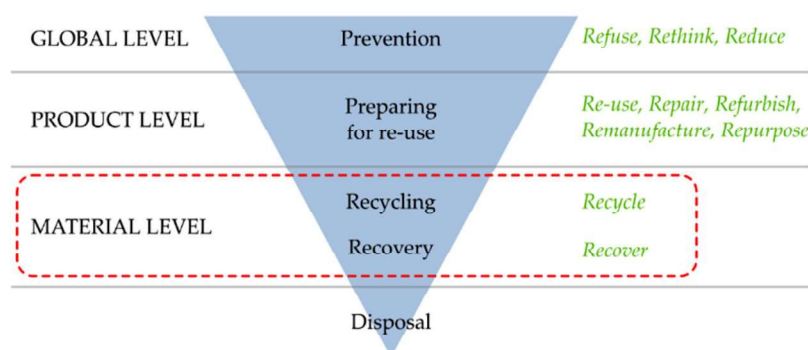 GLOBAL LEVEL Prevention Refuse, Rethink, Reduce
PRODUCT LEVEL Preparing for re-use Re-use, Repair, Refurbish, Remanufacture, Repurpose
MATERIAL LEVEL
Recycling Recycle
Recovery Recover
Disposal